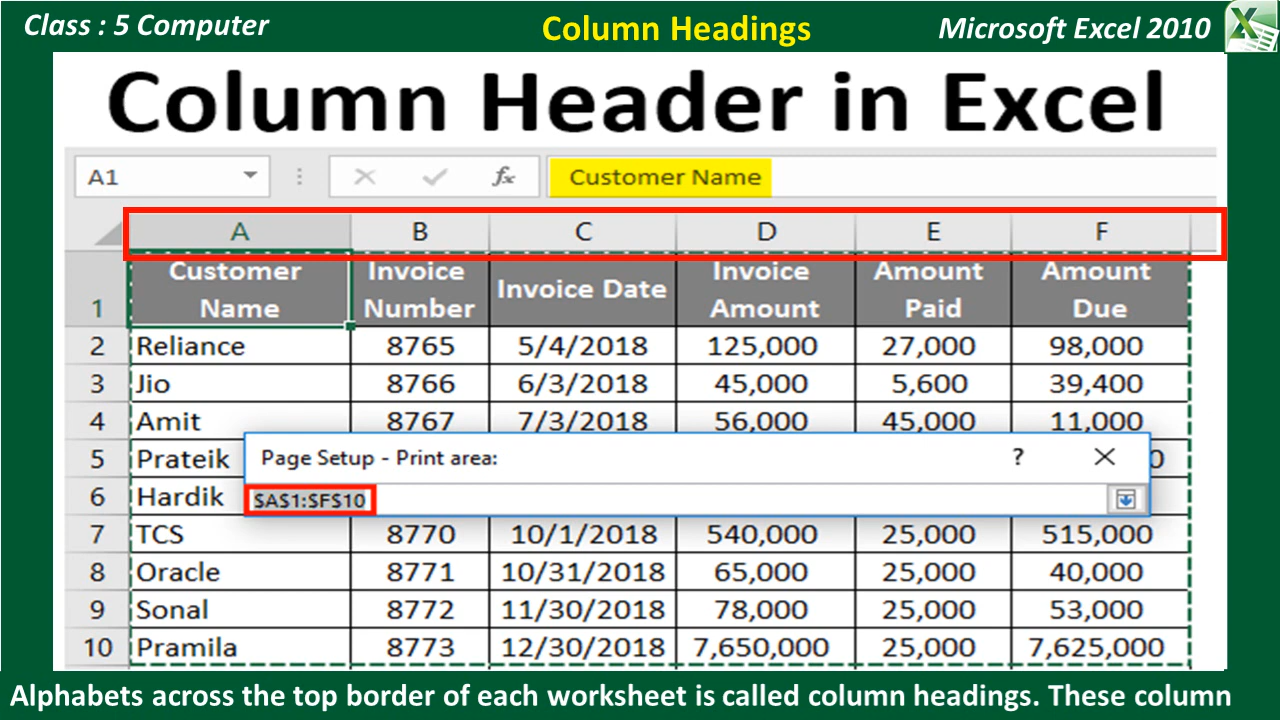 Class : 5 Computer
Column Headings
Microsoft Excel 2010
Column Header in Excel
A1 fx Customer Name
A B C D E F
1 Customer Name Invoice Number Invoice Date Invoice Amount Amount Paid Amount Due
2 Reliance 8765 5/4/2018 125,000 27,000 98,000
3 Jio 8766 6/3/2018 45,000 5,600 39,400
4 Amit 8767 7/3/2018 56,000 45,000 11,000
5 Prateik 0
6 Hardik
Page Setup - Print area: ?
$A$1:$F$10
7 TCS 8770 10/1/2018 540,000 25,000 515,000
8 Oracle 8771 10/31/2018 65,000 25,000 40,000
9 Sonal 8772 11/30/2018 78,000 25,000 53,000
10 Pramila 8773 12/30/2018 7,650,000 25,000 7,625,000
Alphabets across the top border of each worksheet is called column headings. These column